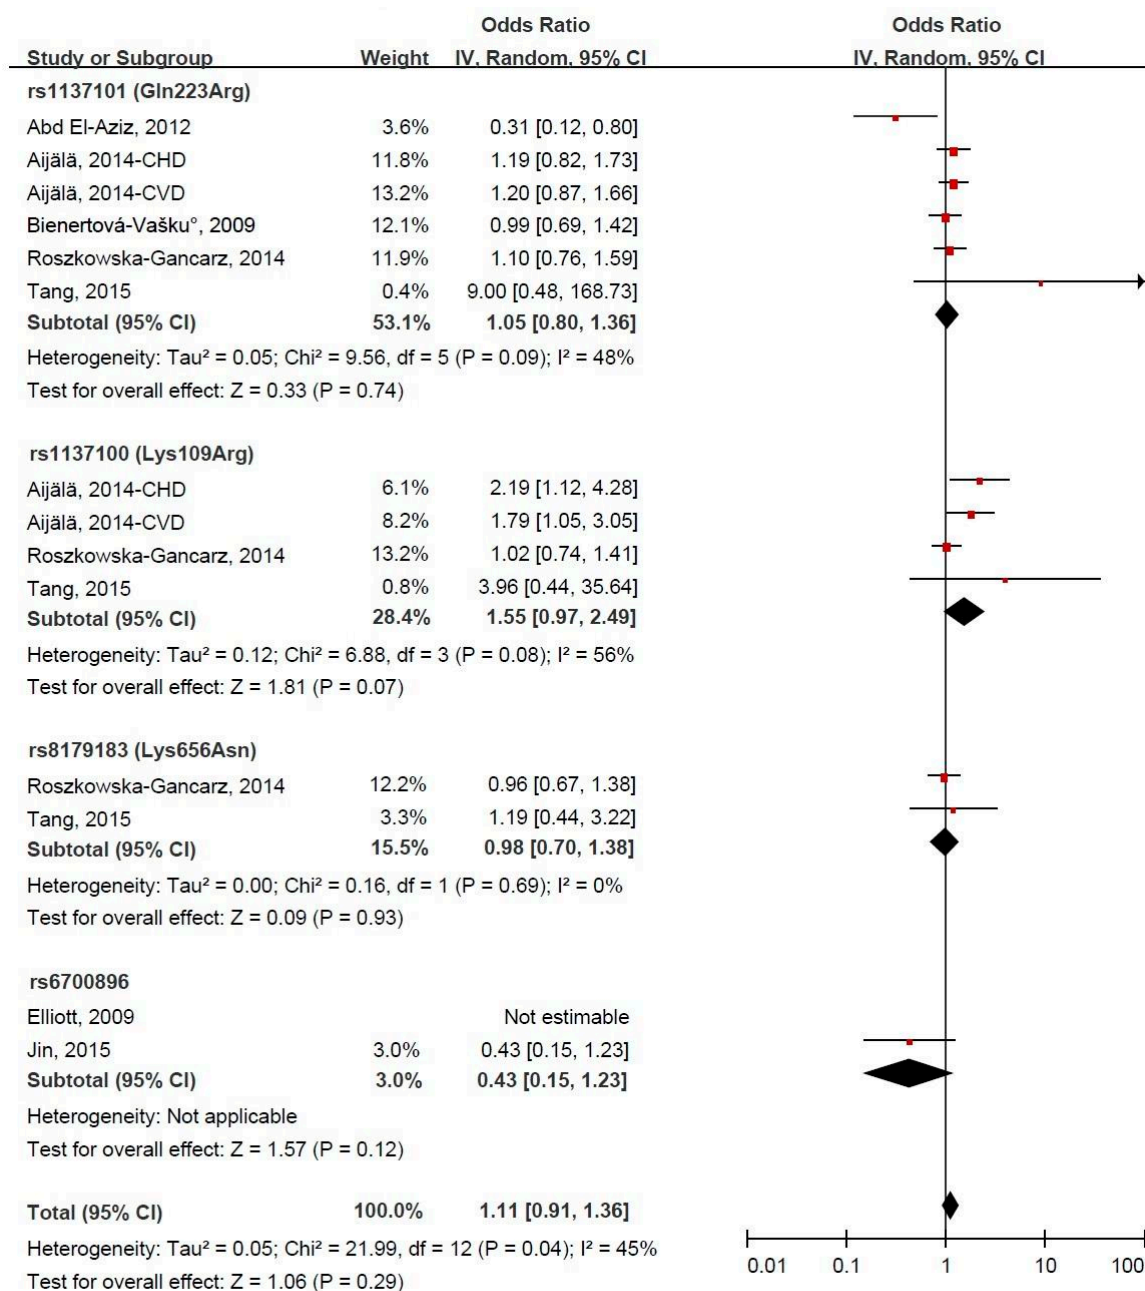 Odds Ratio Odds Ratio
Study or Subgroup Weight IV, Random, 95% CI IV, Random, 95% CI
rs1137101 (Gln223Arg)
Abd El-Aziz, 2012 3.6% 0.31 [0.12, 0.80]
Aijälä, 2014-CHD 11.8% 1.19 [0.82, 1.73]
Aijälä, 2014-CVD 13.2% 1.20 [0.87, 1.66]
Bienertová-Vašku°, 2009 12.1% 0.99 [0.69, 1.42]
Roszkowska-Gancarz, 2014 11.9% 1.10 [0.76, 1.59]
Tang, 2015 0.4% 9.00 [0.48, 168.73]
Subtotal (95% CI) 53.1% 1.05 [0.80, 1.36]
Heterogeneity: Tau² = 0.05; Chi² = 9.56, df = 5 (P = 0.09); I² = 48%
Test for overall effect: Z = 0.33 (P = 0.74)
rs1137100 (Lys109Arg)
Aijälä, 2014-CHD 6.1% 2.19 [1.12, 4.28]
Aijälä, 2014-CVD 8.2% 1.79 [1.05, 3.05]
Roszkowska-Gancarz, 2014 13.2% 1.02 [0.74, 1.41]
Tang, 2015 0.8% 3.96 [0.44, 35.64]
Subtotal (95% CI) 28.4% 1.55 [0.97, 2.49]
Heterogeneity: Tau² = 0.12; Chi² = 6.88, df = 3 (P = 0.08); I² = 56%
Test for overall effect: Z = 1.81 (P = 0.07)
rs8179183 (Lys656Asn)
Roszkowska-Gancarz, 2014 12.2% 0.96 [0.67, 1.38]
Tang, 2015 3.3% 1.19 [0.44, 3.22]
Subtotal (95% CI) 15.5% 0.98 [0.70, 1.38]
Heterogeneity: Tau² = 0.00; Chi² = 0.16, df = 1 (P = 0.69); I² = 0%
Test for overall effect: Z = 0.09 (P = 0.93)
rs6700896
Elliott, 2009 Not estimable
Jin, 2015 3.0% 0.43 [0.15, 1.23]
Subtotal (95% CI) 3.0% 0.43 [0.15, 1.23]
Heterogeneity: Not applicable
Test for overall effect: Z = 1.57 (P = 0.12)
Total (95% CI) 100.0% 1.11 [0.91, 1.36]
Heterogeneity: Tau² = 0.05; Chi² = 21.99, df = 12 (P = 0.04); I² = 45%
Test for overall effect: Z = 1.06 (P = 0.29)
0.01 0.1 1 10 100